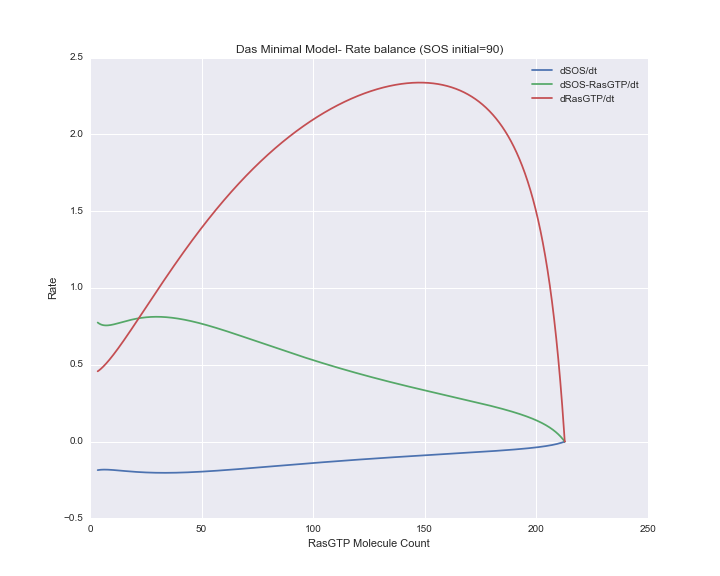 Das Minimal Model- Rate balance (SOS initial=90)
2.5
2.0
1.5
1.0
0.5
0.0
−0.5
Rate
dSOS/dt
dSOS-RasGTP/dt
dRasGTP/dt
0
50
100
150
200
250
RasGTP Molecule Count